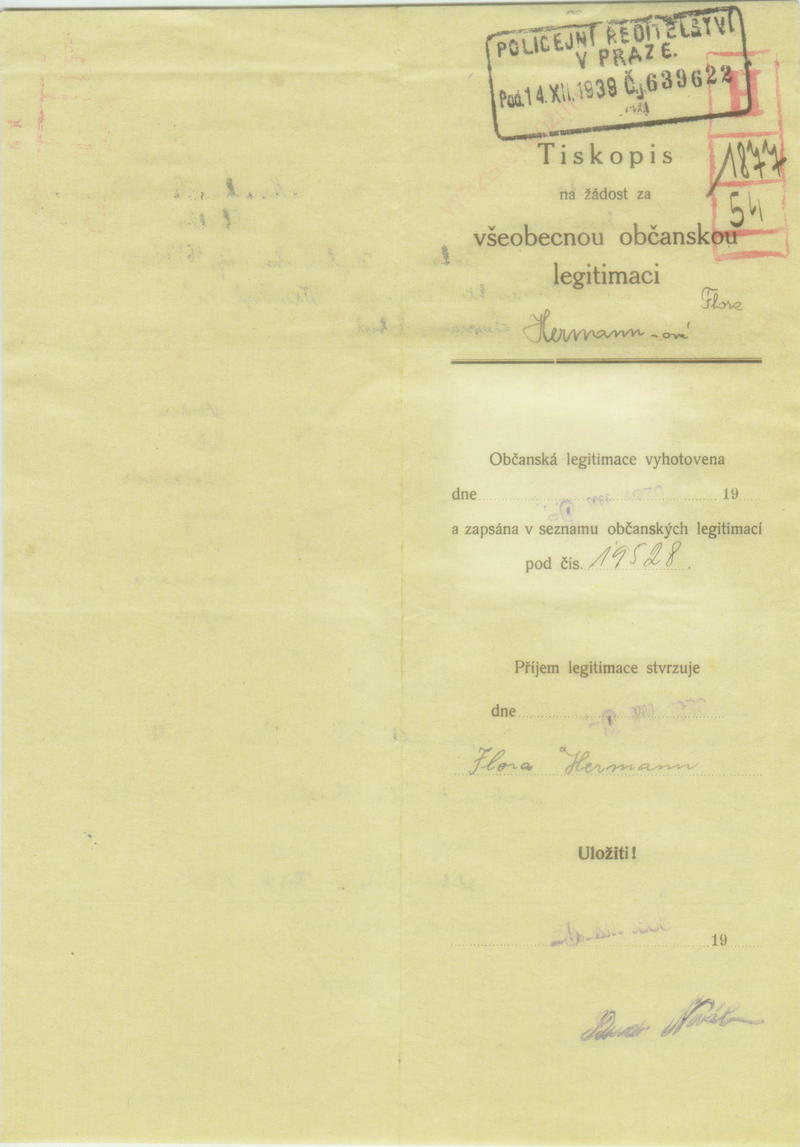 POLICEJNÍ ŘEDITELSTVÍ
V PRAZE.
Pod. 14. XII. 1939 Čj. 639622
H
1877
54
Tiskopis
na žádost za
všeobecnou občanskou
legitimaci
Flore
Hermann-ová
Občanská legitimace vyhotovena
dne 19
a zapsána v seznamu občanských legitimací
pod čís. 19528.
Příjem legitimace stvrzuje
dne
Flora Hermann
Uložiti!
19